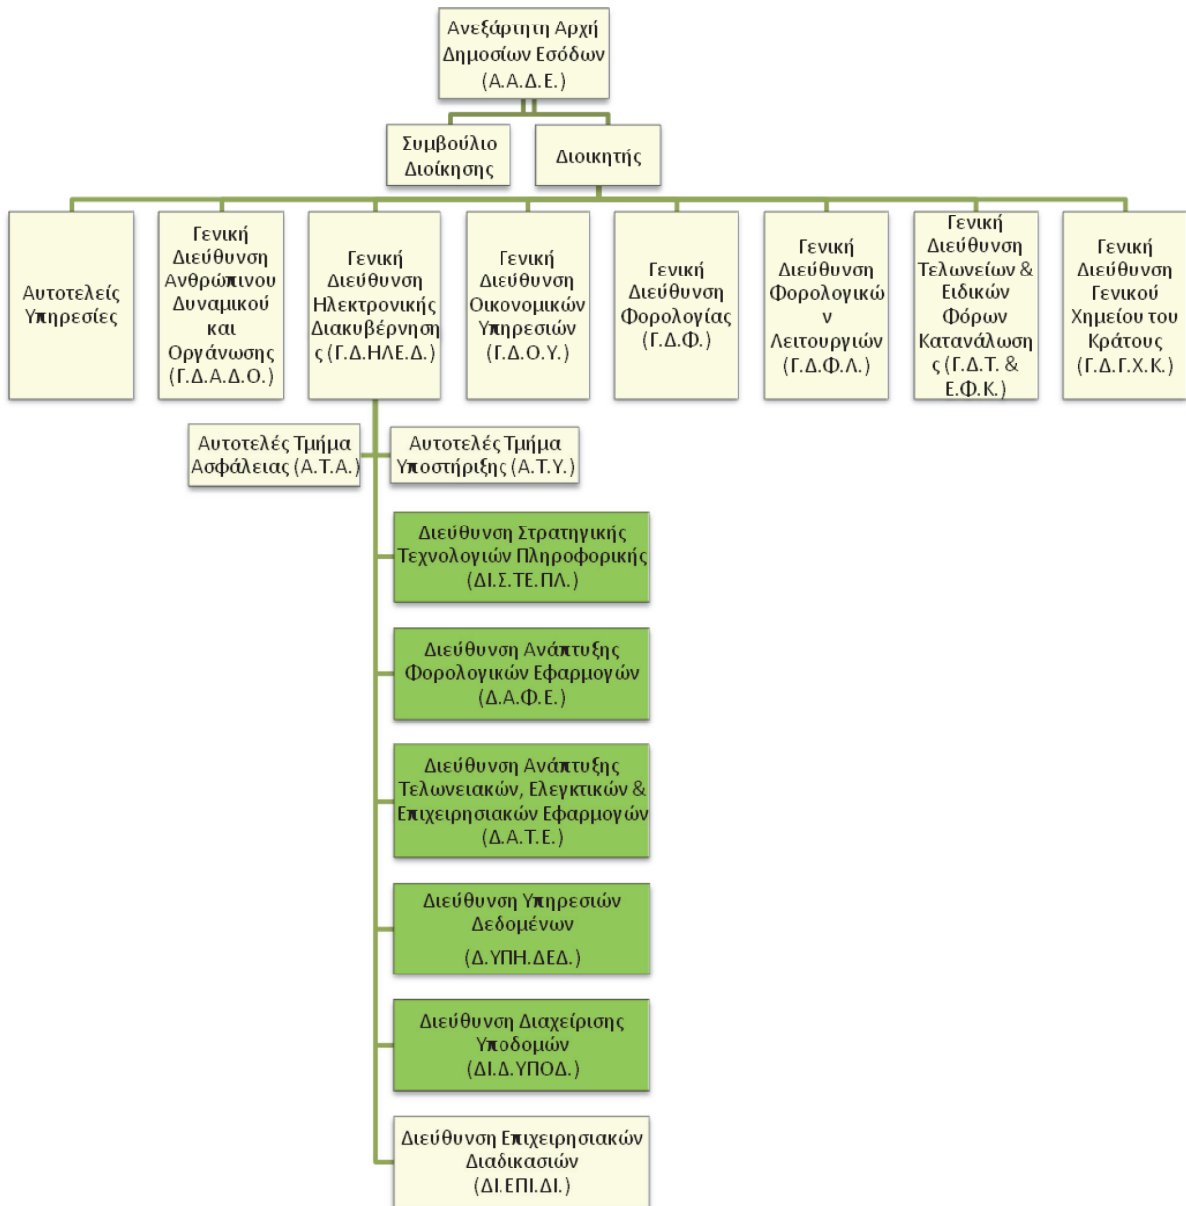 Ανεξάρτητη Αρχή
Δημοσίων Εσόδων
(Α.Α.Δ.Ε.)
Συμβούλιο
Διοίκησης
Διοικητής
Αυτοτελείς
Υπηρεσίες
Γενική
Διεύθυνση
Ανθρώπινου
Δυναμικού
και
Οργάνωσης
(Γ.Δ.Α.Δ.Ο.)
Γενική
Διεύθυνση
Ηλεκτρονικής
Διακυβέρνηση
ς (Γ.Δ.ΗΛΕ.Δ.)
Γενική
Διεύθυνση
Οικονομικών
Υπηρεσιών
(Γ.Δ.Ο.Υ.)
Γενική
Διεύθυνση
Φορολογίας
(Γ.Δ.Φ.)
Γενική
Διεύθυνση
Φορολογικώ
ν
Λειτουργιών
(Γ.Δ.Φ.Λ.)
Γενική
Διεύθυνση
Τελωνείων &
Ειδικών
Φόρων
Κατανάλωση
ς (Γ.Δ.Τ. &
Ε.Φ.Κ.)
Γενική
Διεύθυνση
Γενικού
Χημείου του
Κράτους
(Γ.Δ.Γ.Χ.Κ.)
Αυτοτελές Τμήμα
Ασφάλειας (Α.Τ.Α.)
Αυτοτελές Τμήμα
Υποστήριξης (Α.Τ.Υ.)
Διεύθυνση Στρατηγικής
Τεχνολογιών Πληροφορικής
(ΔΙ.Σ.ΤΕ.ΠΛ.)
Διεύθυνση Ανάπτυξης
Φορολογικών Εφαρμογών
(Δ.Α.Φ.Ε.)
Διεύθυνση Ανάπτυξης
Τελωνειακών, Ελεγκτικών &
Επιχειρησιακών Εφαρμογών
(Δ.Α.Τ.Ε.)
Διεύθυνση Υπηρεσιών
Δεδομένων
(Δ.ΥΠΗ.ΔΕΔ.)
Διεύθυνση Διαχείρισης
Υποδομών
(ΔΙ.Δ.ΥΠΟΔ.)
Διεύθυνση Επιχειρησιακών
Διαδικασιών
(ΔΙ.ΕΠΙ.ΔΙ.)